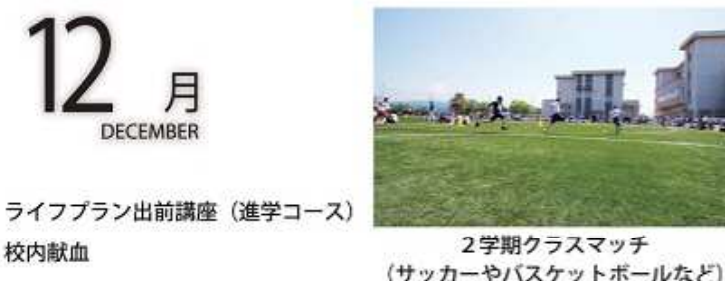 12月
DECEMBER
ライフプラン出前講座（進学コース）
校内献血
２学期クラスマッチ
（サッカーやバスケットボールなど）